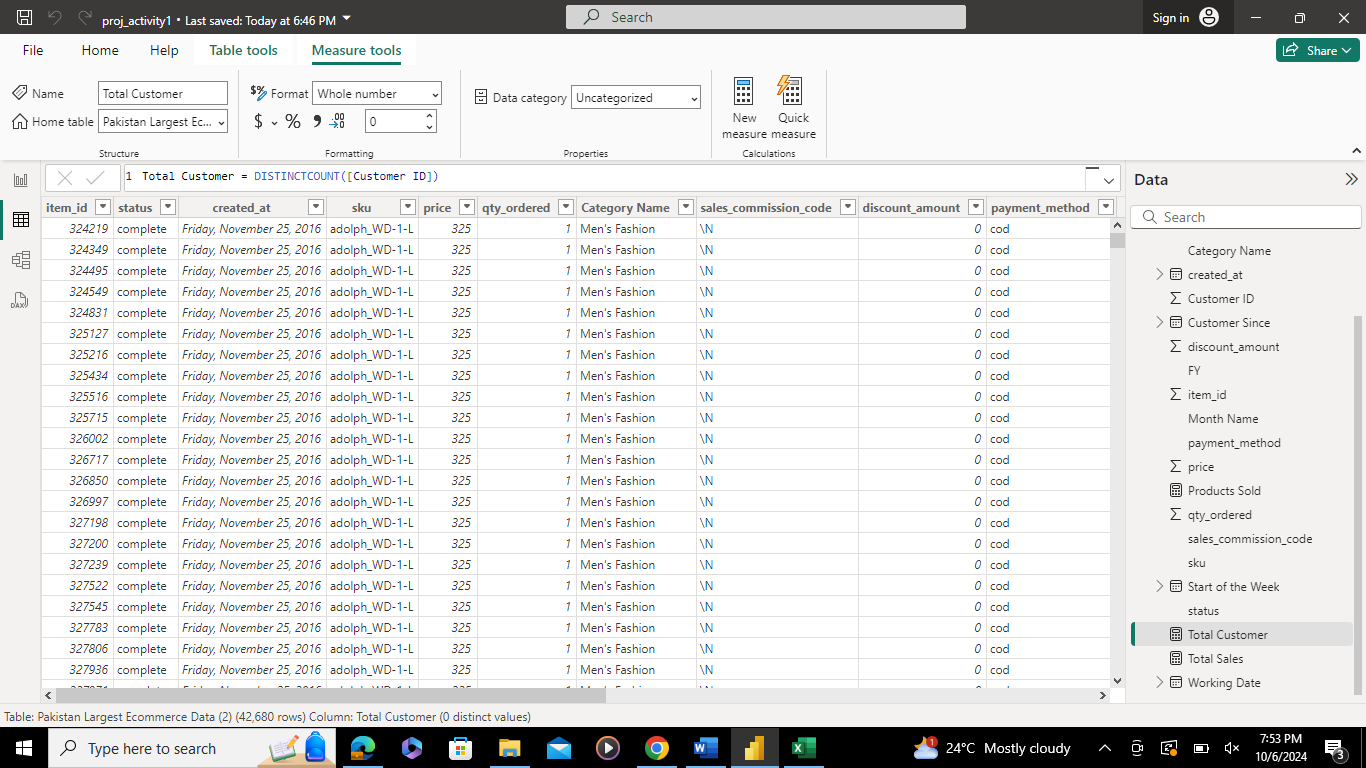 proj_activity1 • Last saved: Today at 6:46 PM
Search
Sign in
File Home Help Table tools Measure tools
Share
Name Total Customer
Home table Pakistan Largest Ec...
Structure
$% Format Whole number
$ % 9 .00 0
Formatting
Data category Uncategorized
Properties
New measure
Quick measure
Calculations
1 Total Customer = DISTINCTCOUNT([Customer ID])
item_id status created_at sku price qty_ordered Category Name sales_commission_code discount_amount payment_method
324219 complete Friday, November 25, 2016 adolph_WD-1-L 325 1 Men's Fashion \N 0 cod
324349 complete Friday, November 25, 2016 adolph_WD-1-L 325 1 Men's Fashion \N 0 cod
324495 complete Friday, November 25, 2016 adolph_WD-1-L 325 1 Men's Fashion \N 0 cod
324549 complete Friday, November 25, 2016 adolph_WD-1-L 325 1 Men's Fashion \N 0 cod
324831 complete Friday, November 25, 2016 adolph_WD-1-L 325 1 Men's Fashion \N 0 cod
325127 complete Friday, November 25, 2016 adolph_WD-1-L 325 1 Men's Fashion \N 0 cod
325216 complete Friday, November 25, 2016 adolph_WD-1-L 325 1 Men's Fashion \N 0 cod
325434 complete Friday, November 25, 2016 adolph_WD-1-L 325 1 Men's Fashion \N 0 cod
325516 complete Friday, November 25, 2016 adolph_WD-1-L 325 1 Men's Fashion \N 0 cod
325715 complete Friday, November 25, 2016 adolph_WD-1-L 325 1 Men's Fashion \N 0 cod
326002 complete Friday, November 25, 2016 adolph_WD-1-L 325 1 Men's Fashion \N 0 cod
326717 complete Friday, November 25, 2016 adolph_WD-1-L 325 1 Men's Fashion \N 0 cod
326850 complete Friday, November 25, 2016 adolph_WD-1-L 325 1 Men's Fashion \N 0 cod
326997 complete Friday, November 25, 2016 adolph_WD-1-L 325 1 Men's Fashion \N 0 cod
327198 complete Friday, November 25, 2016 adolph_WD-1-L 325 1 Men's Fashion \N 0 cod
327200 complete Friday, November 25, 2016 adolph_WD-1-L 325 1 Men's Fashion \N 0 cod
327239 complete Friday, November 25, 2016 adolph_WD-1-L 325 1 Men's Fashion \N 0 cod
327522 complete Friday, November 25, 2016 adolph_WD-1-L 325 1 Men's Fashion \N 0 cod
327545 complete Friday, November 25, 2016 adolph_WD-1-L 325 1 Men's Fashion \N 0 cod
327783 complete Friday, November 25, 2016 adolph_WD-1-L 325 1 Men's Fashion \N 0 cod
327806 complete Friday, November 25, 2016 adolph_WD-1-L 325 1 Men's Fashion \N 0 cod
327936 complete Friday, November 25, 2016 adolph_WD-1-L 325 1 Men's Fashion \N 0 cod
Data
Search
Category Name
created_at
Customer ID
Customer Since
discount_amount
FY
item_id
Month Name
payment_method
price
Products Sold
qty_ordered
sales_commission_code
sku
Start of the Week
status
Total Customer
Total Sales
Working Date
Table: Pakistan Largest Ecommerce Data (2) (42,680 rows) Column: Total Customer (0 distinct values)
Type here to search
24°C Mostly cloudy
7:53 PM
10/6/2024
3